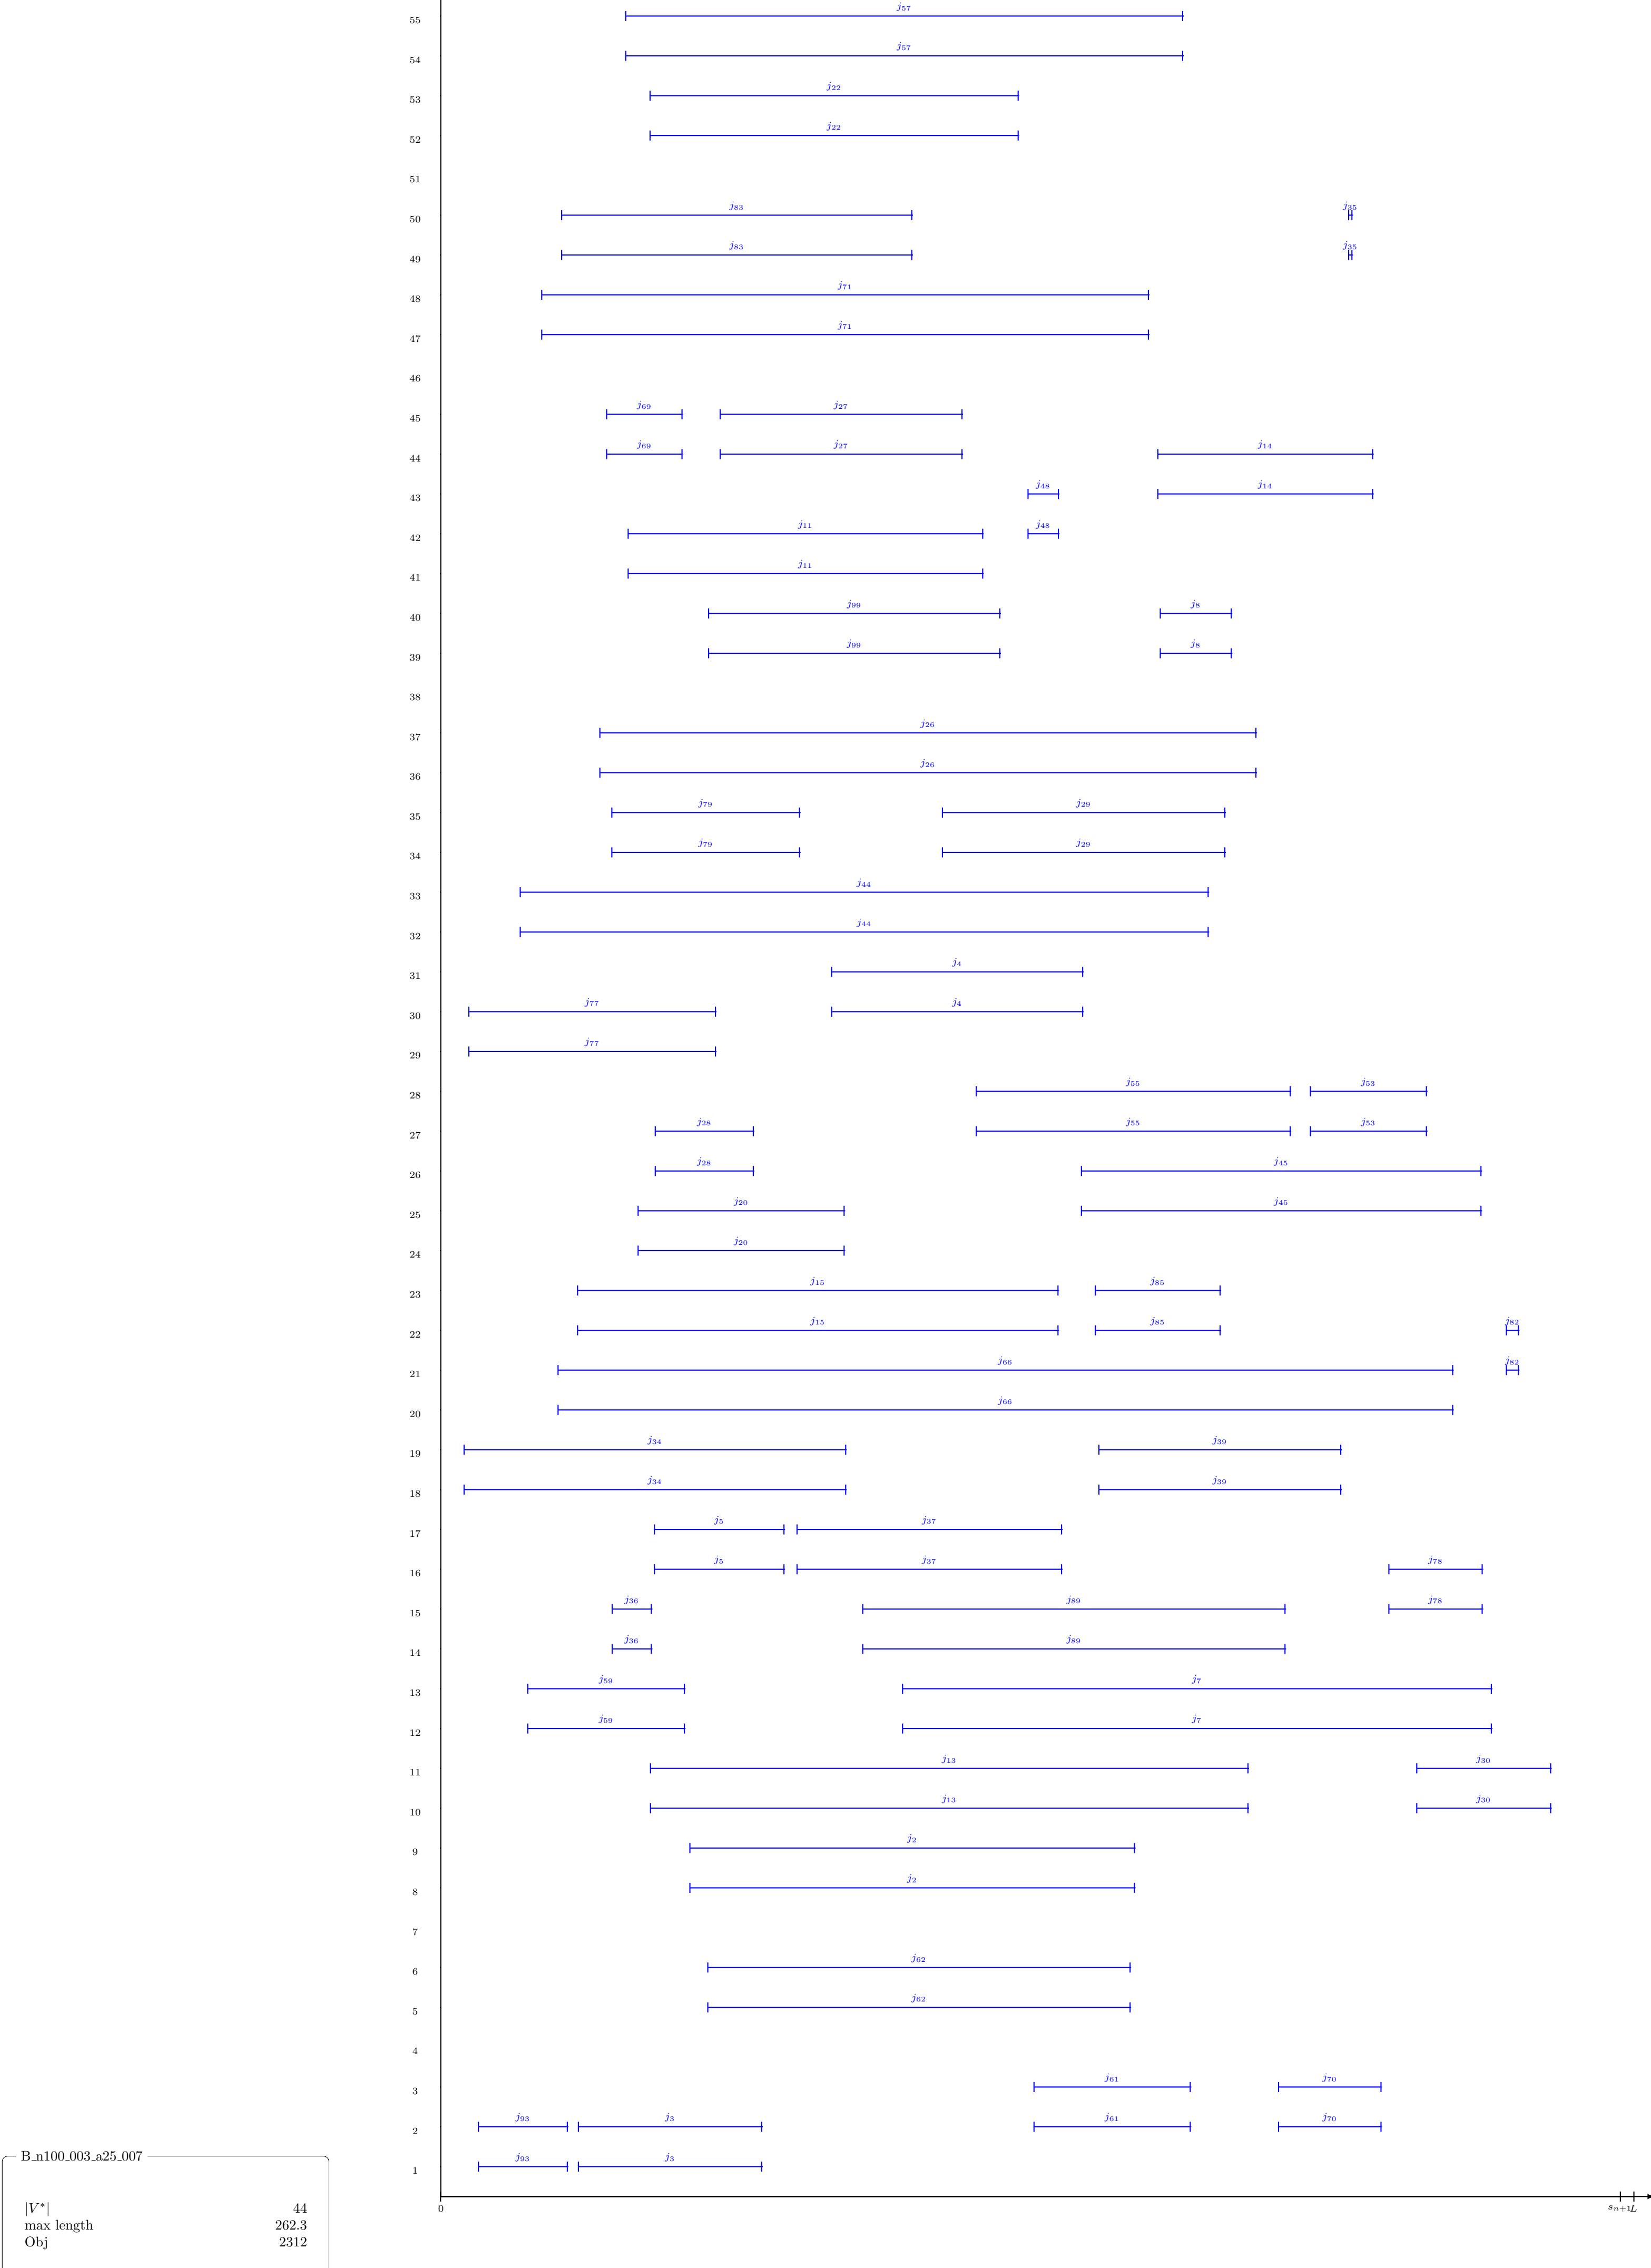 55 j57
54 j57
53 j22
52 j22
51
50 j83 j35
49 j83 j35
48 j71
47 j71
46
45 j69 j27
44 j69 j27 j14
43 j48 j14
42 j11 j48
41 j11
40 j99 j8
39 j99 j8
38
37 j26
36 j26
35 j79 j29
34 j79 j29
33 j44
32 j44
31 j4
30 j77 j4
29 j77
28 j55 j53
27 j28 j55 j53
26 j28 j45
25 j20 j45
24 j20
23 j15 j85
22 j15 j85 j82
21 j66 j82
20 j66
19 j34 j39
18 j34 j39
17 j5 j37
16 j5 j37 j78
15 j36 j89 j78
14 j36 j89
13 j59 j7
12 j59 j7
11 j13 j30
10 j13 j30
9 j2
8 j2
7
6 j62
5 j62
4
3 j61 j70
2 j93 j3 j61 j70
1 j93 j3
0 sn+1 L
B_n100_003_a25_007
|V*| 44
max length 262.3
Obj 2312